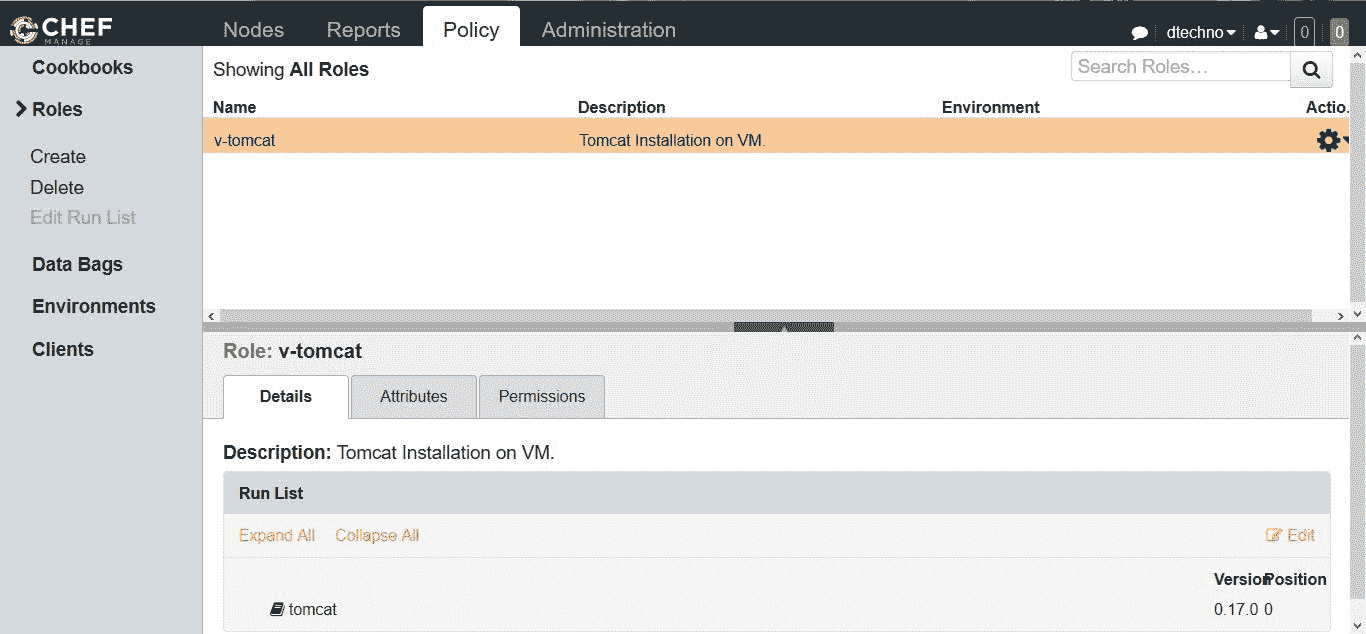 CHEF
MANAGE
Nodes Reports Policy Administration dtechno 0 0
Cookbooks
Roles
Create
Delete
Edit Run List
Data Bags
Environments
Clients
Showing All Roles Search Roles...
Name Description Environment Actio.
v-tomcat Tomcat Installation on VM.
Role: v-tomcat
Details Attributes Permissions
Description: Tomcat Installation on VM.
Run List
Expand All Collapse All Edit
Version Position
tomcat 0.17.0 0